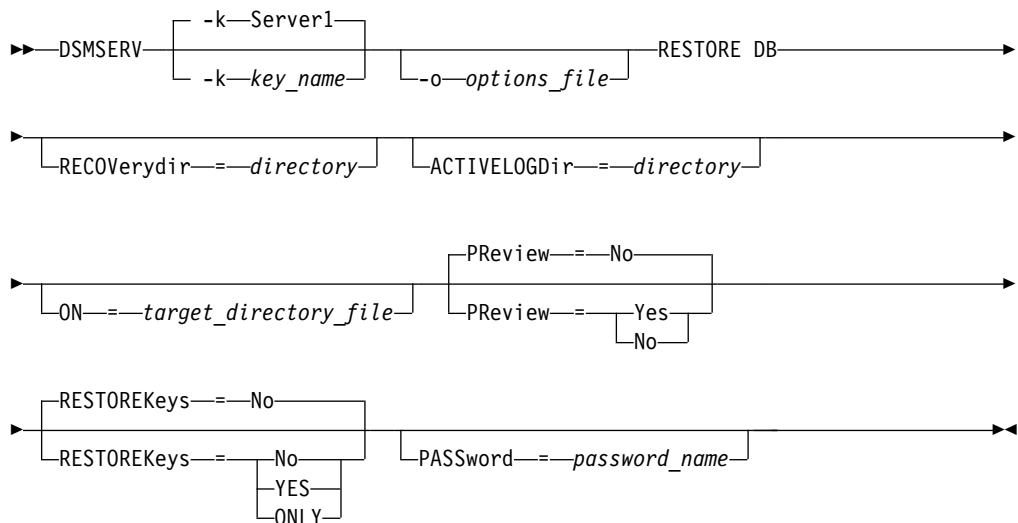 -k Server1
DSMSERV RESTORE DB
-k key_name -o options_file
RECOVerydir = directory ACTIVELOGDir = directory
PReview = No
ON = target_directory_file PReview = Yes
No
RESTOREKeys = No
RESTOREKeys = No PASSword = password_name
YES
ONLY